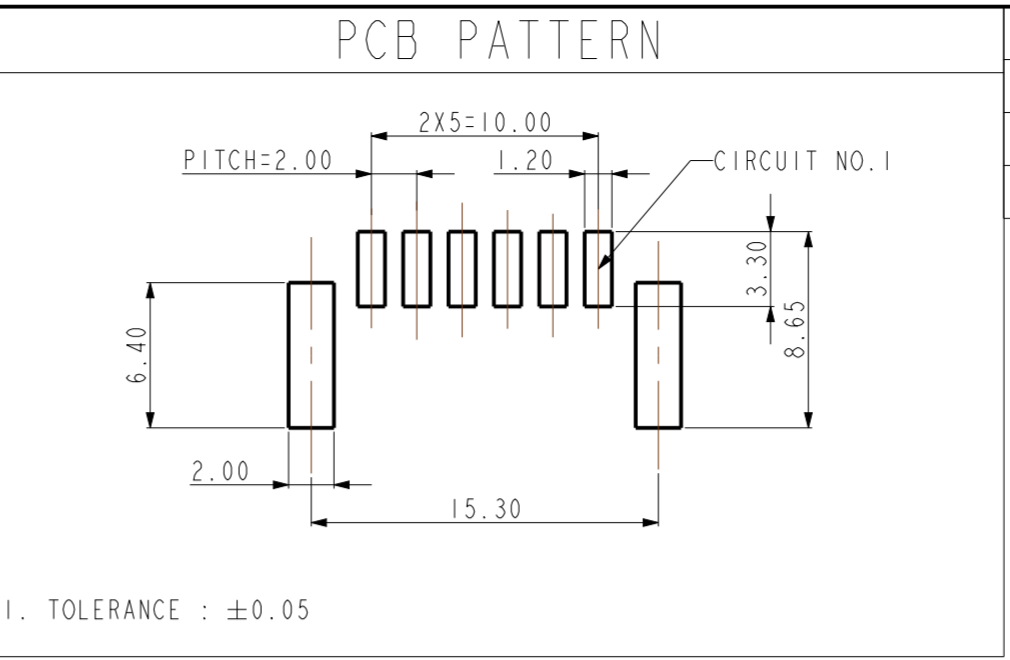 PCB PATTERN
2X5=10.00
PITCH=2.00
1.20
CIRCUIT NO.1
3.30
8.65
6.40
2.00
15.30
1. TOLERANCE : ±0.05